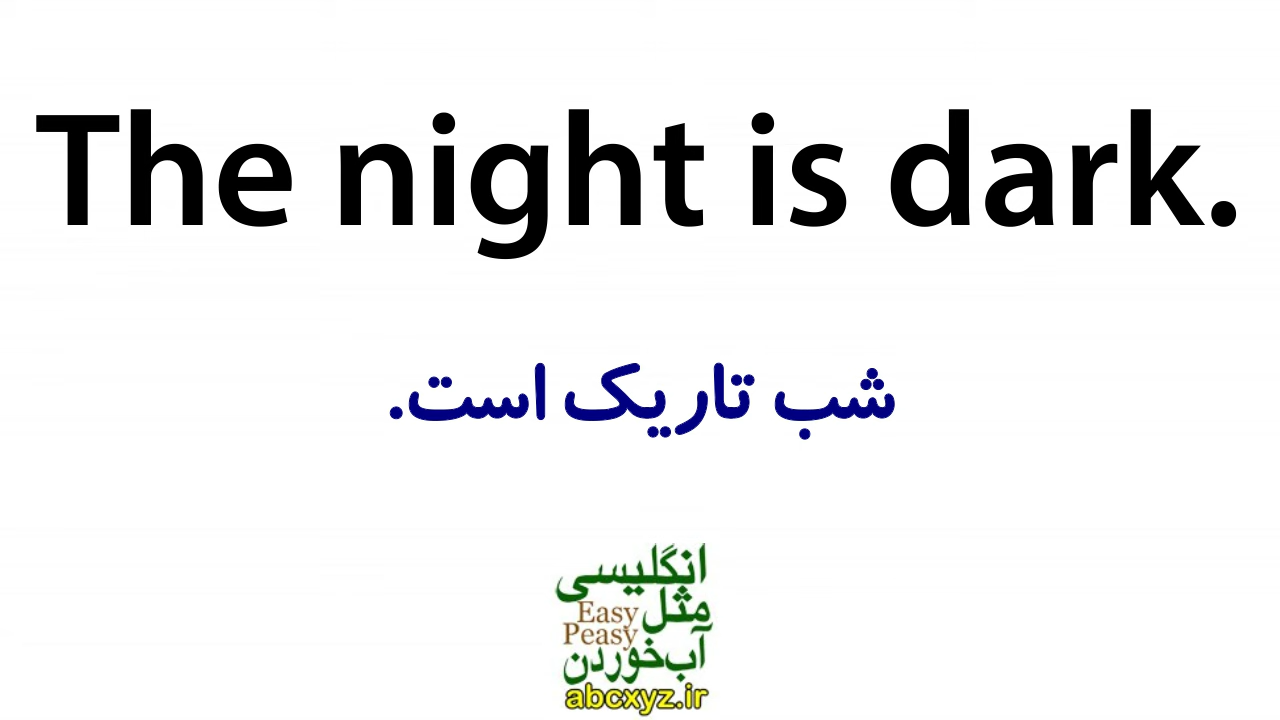 The night is dark.
شب تاریک است.
انگلیسی
مثل Easy
Peasy
آب خوردن
abcxyz.ir